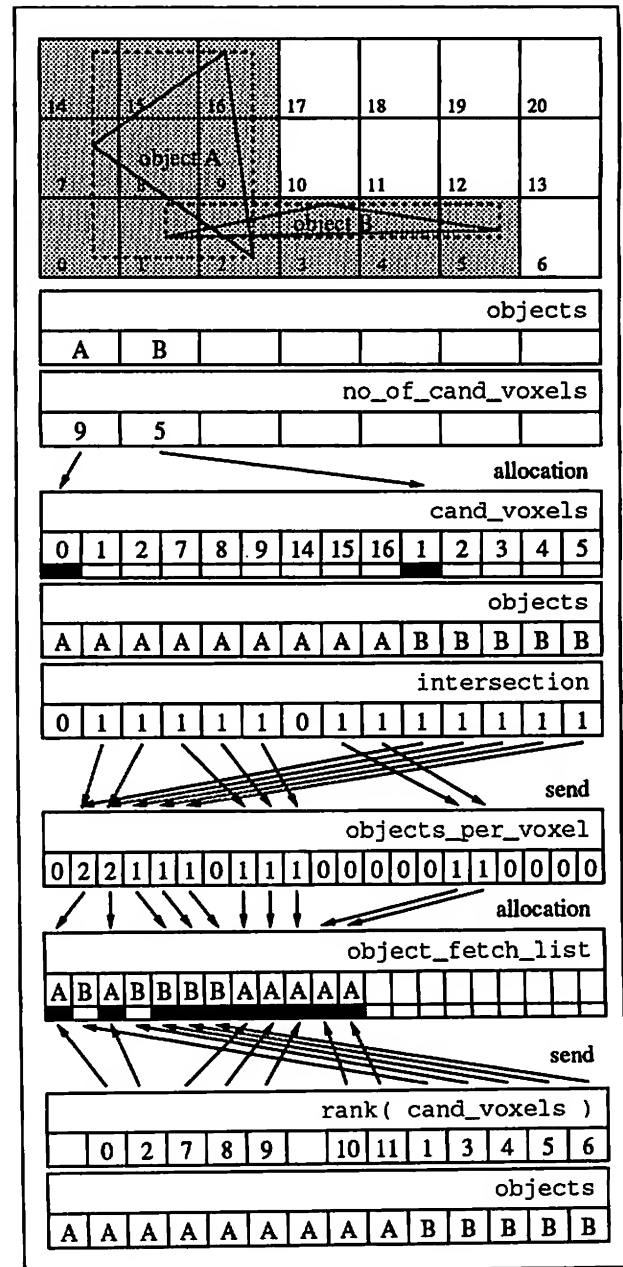 14 15 16 17 18 19 20
object A
7 8 9 10 11 12 13
object B
0 1 2 3 4 5 6
objects
A B
no_of_cand_voxels
9 5
allocation
cand_voxels
0 1 2 7 8 9 14 15 16 1 2 3 4 5
objects
A A A A A A A A A B B B B B
intersection
0 1 1 1 1 1 0 1 1 1 1 1 1 1
send
objects_per_voxel
0 2 2 1 1 1 0 1 1 1 0 0 0 0 0 1 1 0 0 0 0
allocation
object_fetch_list
A B A B B B B A A A A A
send
rank( cand_voxels )
0 2 7 8 9 10 11 1 3 4 5 6
objects
A A A A A A A A A B B B B B